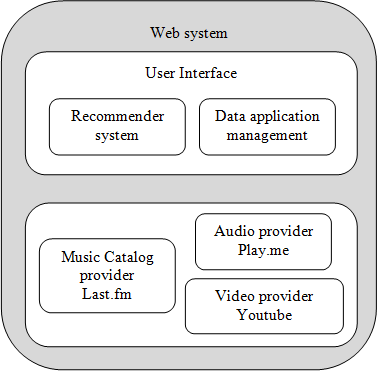 Web system
User Interface
Recommender
system
Data application
management
Music Catalog
provider
Last.fm
Audio provider
Play.me
Video provider
Youtube